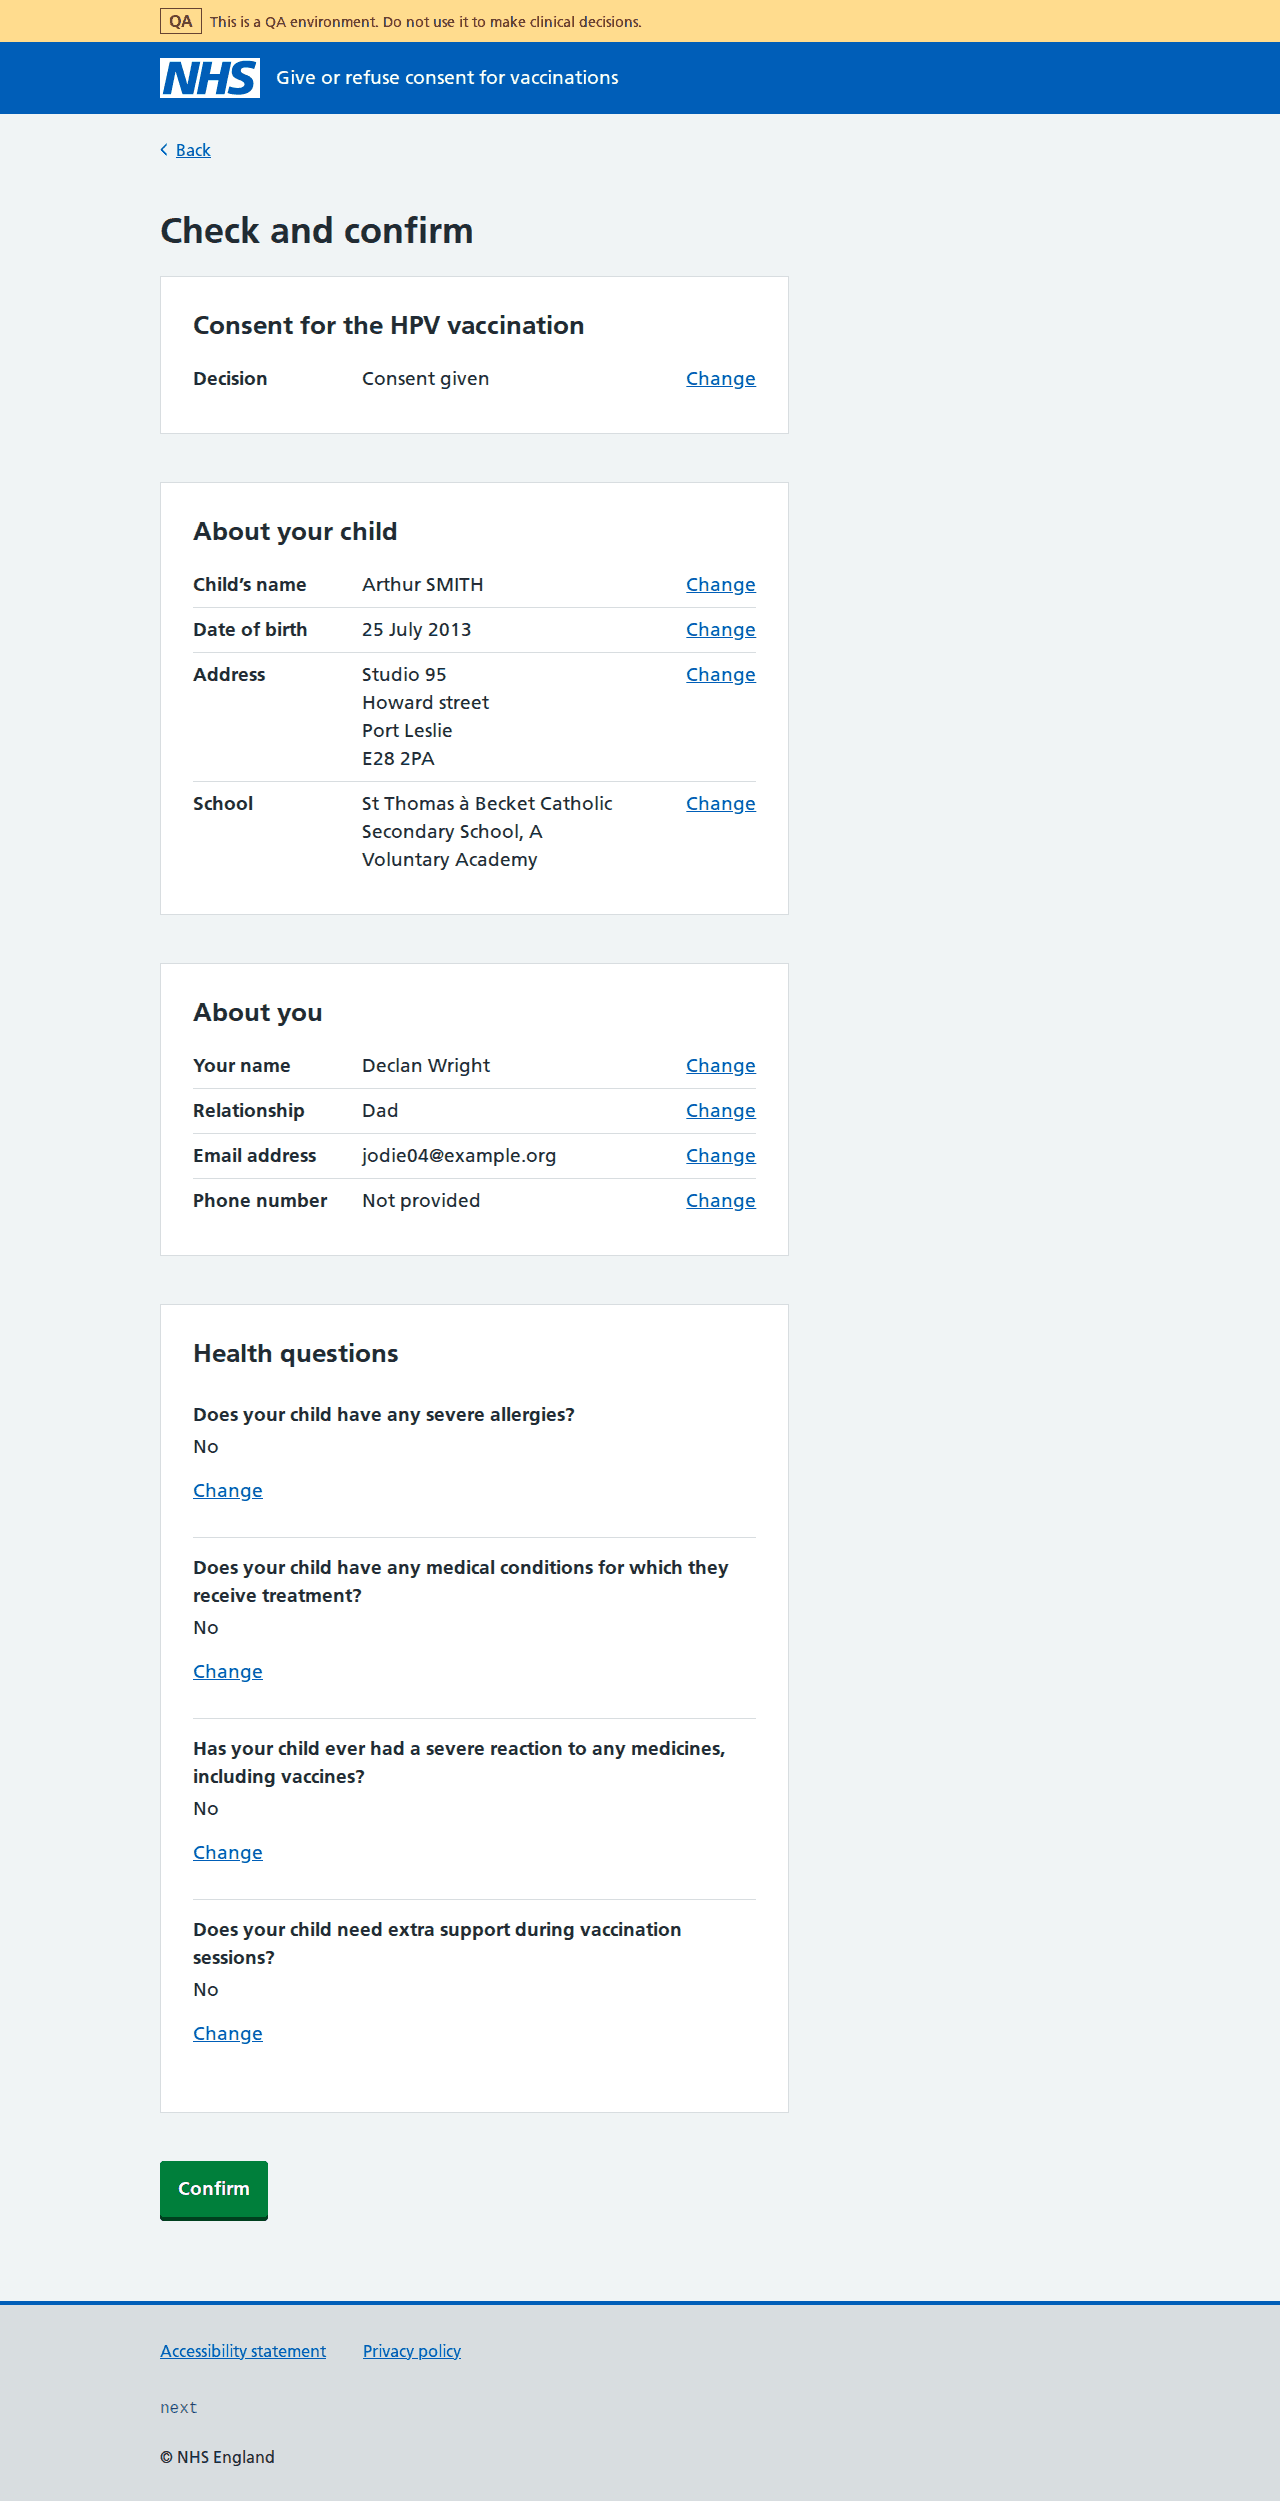 QA This is a QA environment. Do not use it to make clinical decisions.
NHS Give or refuse consent for vaccinations
Back
Check and confirm
Consent for the HPV vaccination
Decision Consent given Change
About your child
Child’s name Arthur SMITH Change
Date of birth 25 July 2013 Change
Address Studio 95 Change
Howard street
Port Leslie
E28 2PA
School St Thomas à Becket Catholic Change
Secondary School, A
Voluntary Academy
About you
Your name Declan Wright Change
Relationship Dad Change
Email address jodie04@example.org Change
Phone number Not provided Change
Health questions
Does your child have any severe allergies?
No
Change
Does your child have any medical conditions for which they
receive treatment?
No
Change
Has your child ever had a severe reaction to any medicines,
including vaccines?
No
Change
Does your child need extra support during vaccination
sessions?
No
Change
Confirm
Accessibility statement Privacy policy
next
© NHS England